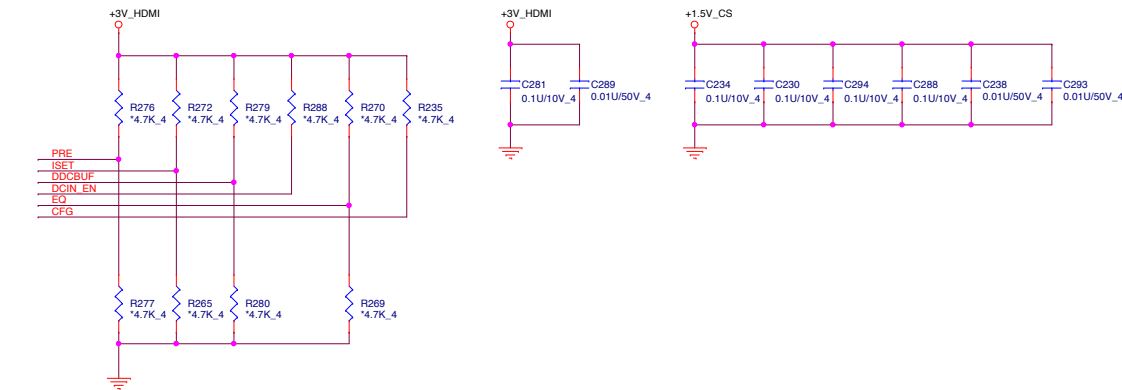 +3V_HDMI
R276
*4.7K_4
R272
*4.7K_4
R279
*4.7K_4
R288
*4.7K_4
R270
*4.7K_4
R235
*4.7K_4
PRE
ISET
DDCBUF
DCIN_EN
EQ
CFG
R277
*4.7K_4
R265
*4.7K_4
R280
*4.7K_4
R269
*4.7K_4
+3V_HDMI
C281
0.1U/10V_4
C289
0.01U/50V_4
+1.5V_CS
C234
0.1U/10V_4
C230
0.1U/10V_4
C294
0.1U/10V_4
C288
0.1U/10V_4
C238
0.01U/50V_4
C293
0.01U/50V_4